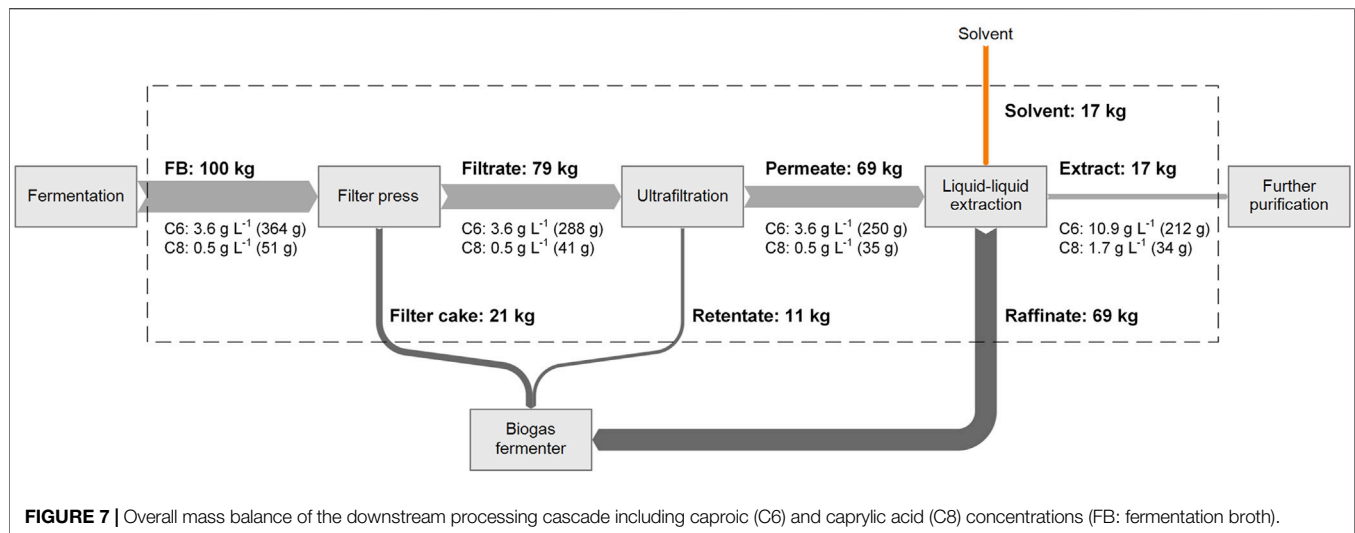 Solvent
Solvent: 17 kg
FB: 100 kg
Filtrate: 79 kg
Permeate: 69 kg
Extract: 17 kg
Fermentation
Filter press
Ultrafiltration
Liquid-liquid
extraction
Further
purification
C6: 3.6 g L⁻¹ (364 g)
C8: 0.5 g L⁻¹ (51 g)
C6: 3.6 g L⁻¹ (288 g)
C8: 0.5 g L⁻¹ (41 g)
C6: 3.6 g L⁻¹ (250 g)
C8: 0.5 g L⁻¹ (35 g)
C6: 10.9 g L⁻¹ (212 g)
C8: 1.7 g L⁻¹ (34 g)
Filter cake: 21 kg
Retentate: 11 kg
Raffinate: 69 kg
Biogas
fermenter
FIGURE 7 | Overall mass balance of the downstream processing cascade including caproic (C6) and caprylic acid (C8) concentrations (FB: fermentation broth).